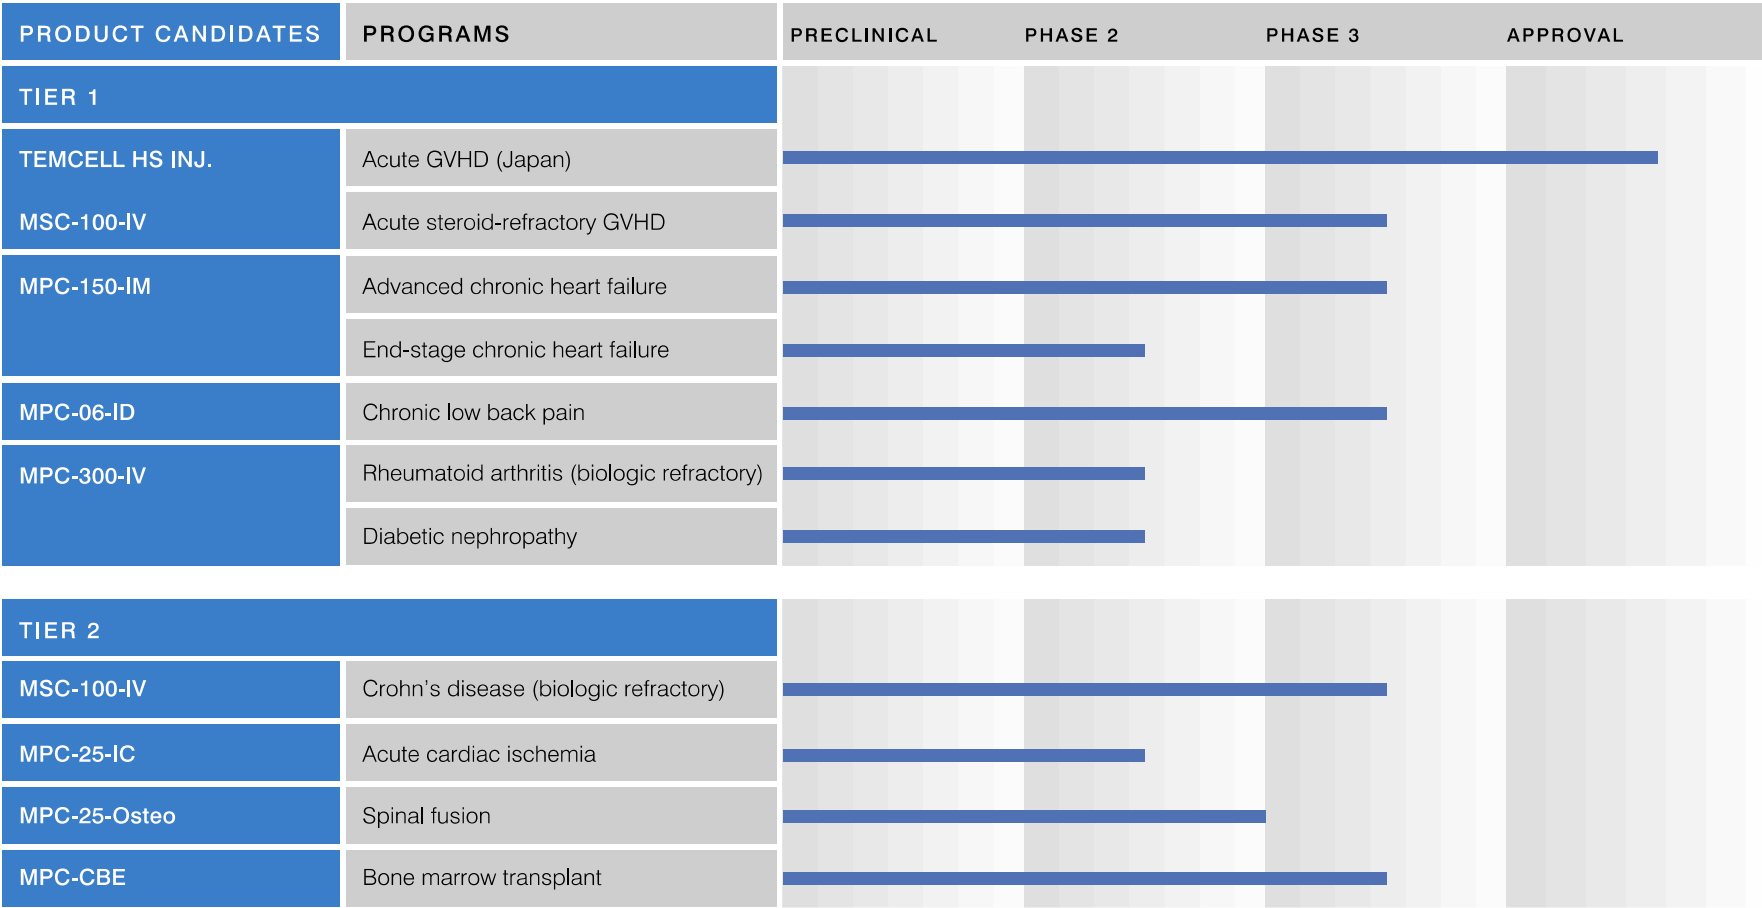 PRODUCT CANDIDATES PROGRAMS PRECLINICAL PHASE 2 PHASE 3 APPROVAL
TIER 1
TEMCELL HS INJ. Acute GVHD (Japan)
MSC-100-IV Acute steroid-refractory GVHD
MPC-150-IM Advanced chronic heart failure
End-stage chronic heart failure
MPC-06-ID Chronic low back pain
MPC-300-IV Rheumatoid arthritis (biologic refractory)
Diabetic nephropathy
TIER 2
MSC-100-IV Crohn’s disease (biologic refractory)
MPC-25-IC Acute cardiac ischemia
MPC-25-Osteo Spinal fusion
MPC-CBE Bone marrow transplant